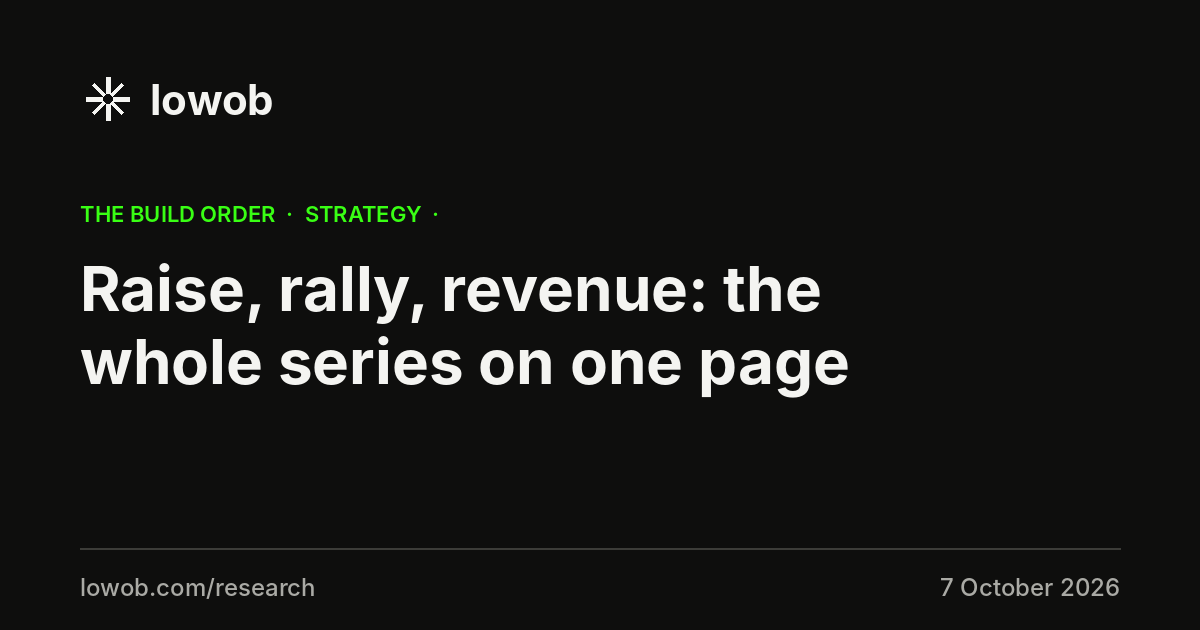 lowob
THE BUILD ORDER · STRATEGY ·
Raise, rally, revenue: the
whole series on one page
lowob.com/research
7 October 2026